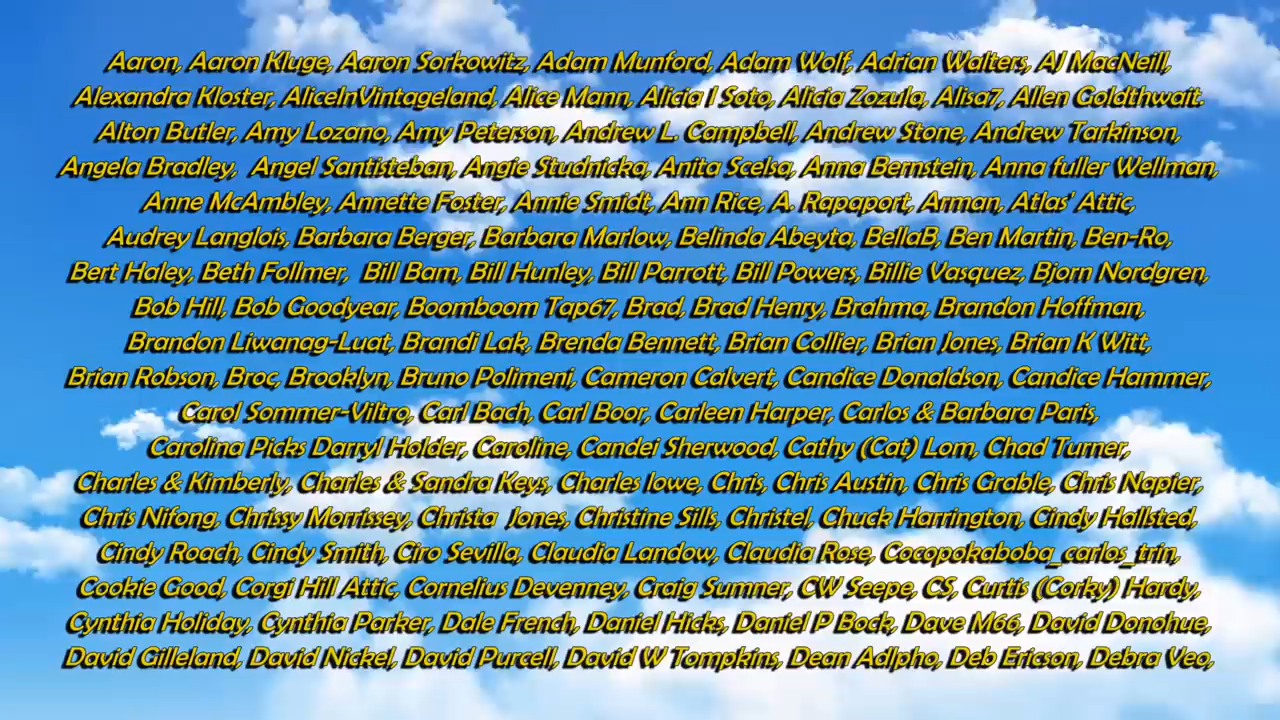 Aaron, Aaron Kluge, Aaron Sorkowitz, Adam Munford, Adam Wolf, Adrian Walters, AJ MacNeill,
Alexandra Kloster, AliceInVintageland, Alice Mann, Alicia I Soto, Alicia Zozula, Alisa7, Allen Goldthwait.
Alton Butler, Amy Lozano, Amy Peterson, Andrew L. Campbell, Andrew Stone, Andrew Tarkinson,
Angela Bradley, Angel Santisteban, Angie Studnicka, Anita Scelsa, Anna Bernstein, Anna fuller Wellman,
Anne McAmbley, Annette Foster, Annie Smidt, Ann Rice, A. Rapaport, Arman, Atlas' Attic,
Audrey Langlois, Barbara Berger, Barbara Marlow, Belinda Abeyta, BellaB, Ben Martin, Ben-Ro,
Bert Haley, Beth Follmer, Bill Bam, Bill Hunley, Bill Parrott, Bill Powers, Billie Vasquez, Bjorn Nordgren,
Bob Hill, Bob Goodyear, Boomboom Tap67, Brad, Brad Henry, Brahma, Brandon Hoffman,
Brandon Liwanag-Luat, Brandi Lak, Brenda Bennett, Brian Collier, Brian Jones, Brian K Witt,
Brian Robson, Broc, Brooklyn, Bruno Polimeni, Cameron Calvert, Candice Donaldson, Candice Hammer,
Carol Sommer-Viltro, Carl Bach, Carl Boor, Carleen Harper, Carlos & Barbara Paris,
Carolina Picks Darryl Holder, Caroline, Candei Sherwood, Cathy (Cat) Lom, Chad Turner,
Charles & Kimberly, Charles & Sandra Keys, Charles lowe, Chris, Chris Austin, Chris Grable, Chris Napier,
Chris Nifong, Chrissy Morrissey, Christa Jones, Christine Sills, Christel, Chuck Harrington, Cindy Hallsted,
Cindy Roach, Cindy Smith, Ciro Sevilla, Claudia Landow, Claudia Rose, Cocopokaboba_carlos_trin,
Cookie Good, Corgi Hill Attic, Cornelius Devenney, Craig Sumner, CW Seepe, CS, Curtis (Corky) Hardy,
Cynthia Holiday, Cynthia Parker, Dale French, Daniel Hicks, Daniel P Bock, Dave M66, David Donohue,
David Gilleland, David Nickel, David Purcell, David W Tompkins, Dean Adlpho, Deb Ericson, Debra Veo,